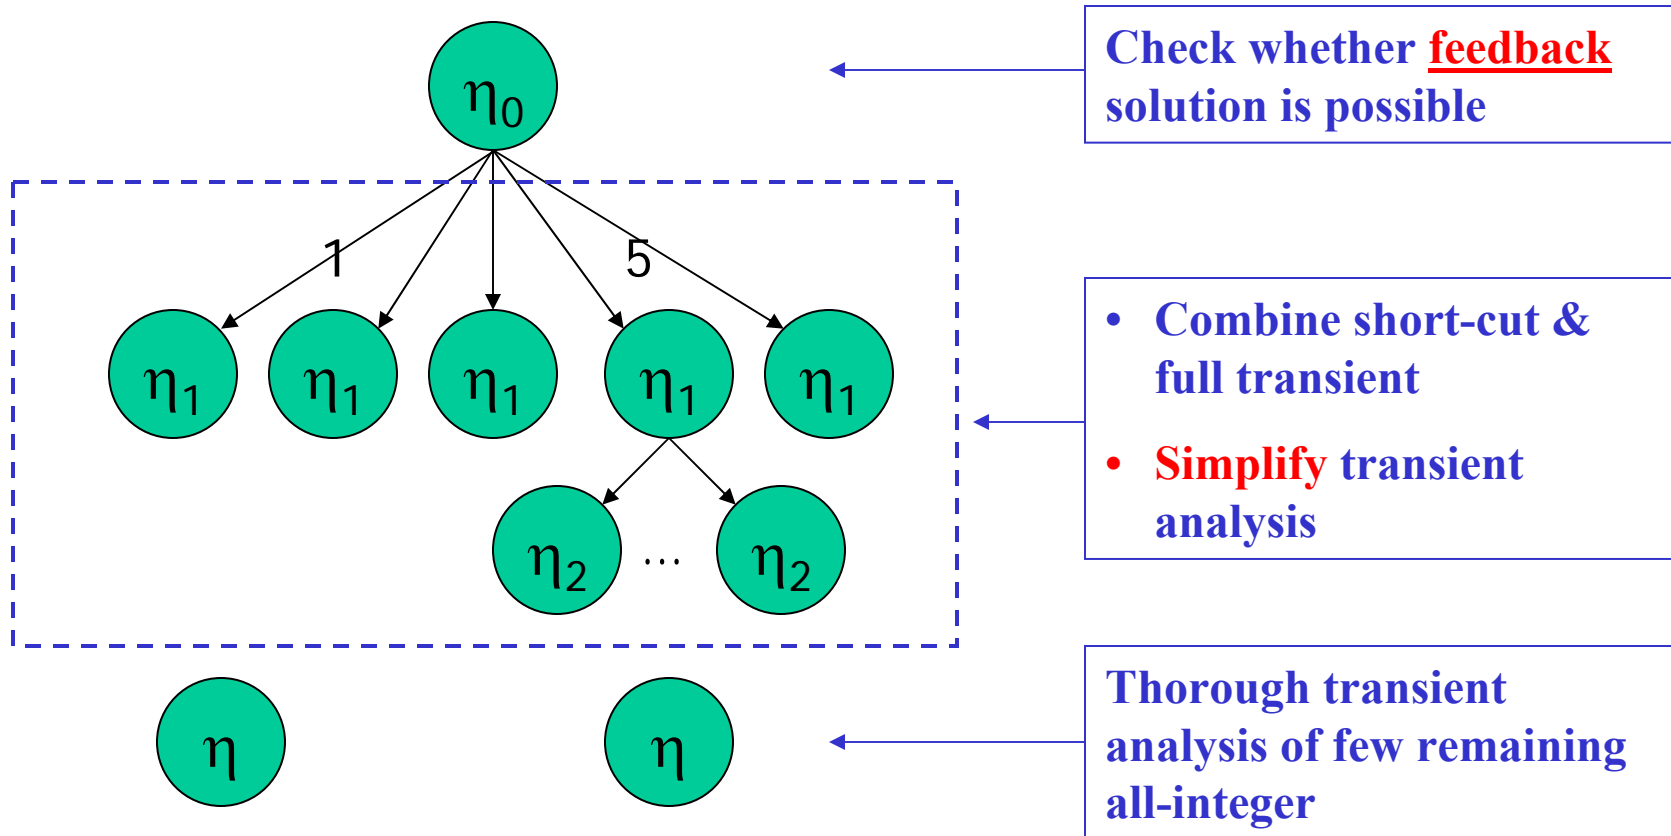 η0
Check whether feedback
solution is possible
1
5
η1 η1 η1 η1 η1
• Combine short-cut &
full transient
• Simplify transient
analysis
η2 ... η2
η η
Thorough transient
analysis of few remaining
all-integer